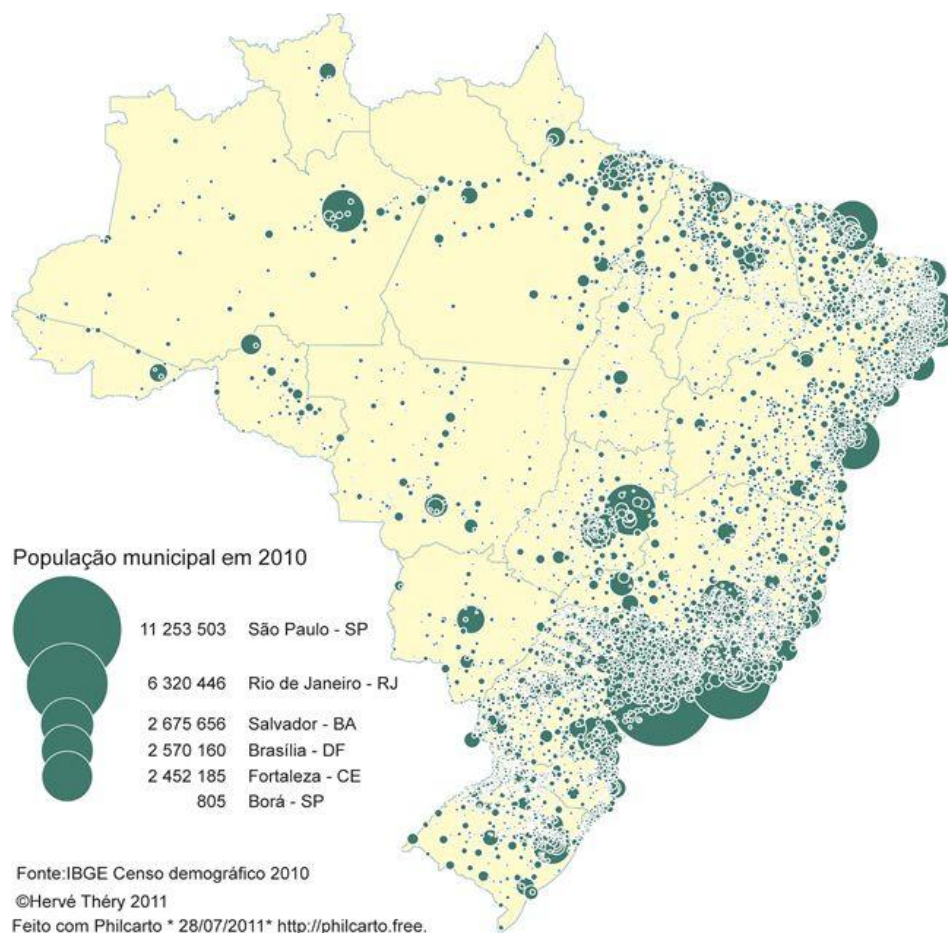 População municipal em 2010
11 253 503 São Paulo - SP
6 320 446 Rio de Janeiro - RJ
2 675 656 Salvador - BA
2 570 160 Brasília - DF
2 452 185 Fortaleza - CE
805 Borá - SP
Fonte:IBGE Censo demográfico 2010
©Hervé Théry 2011
Feito com Philcarto * 28/07/2011* http://philcarto.free.